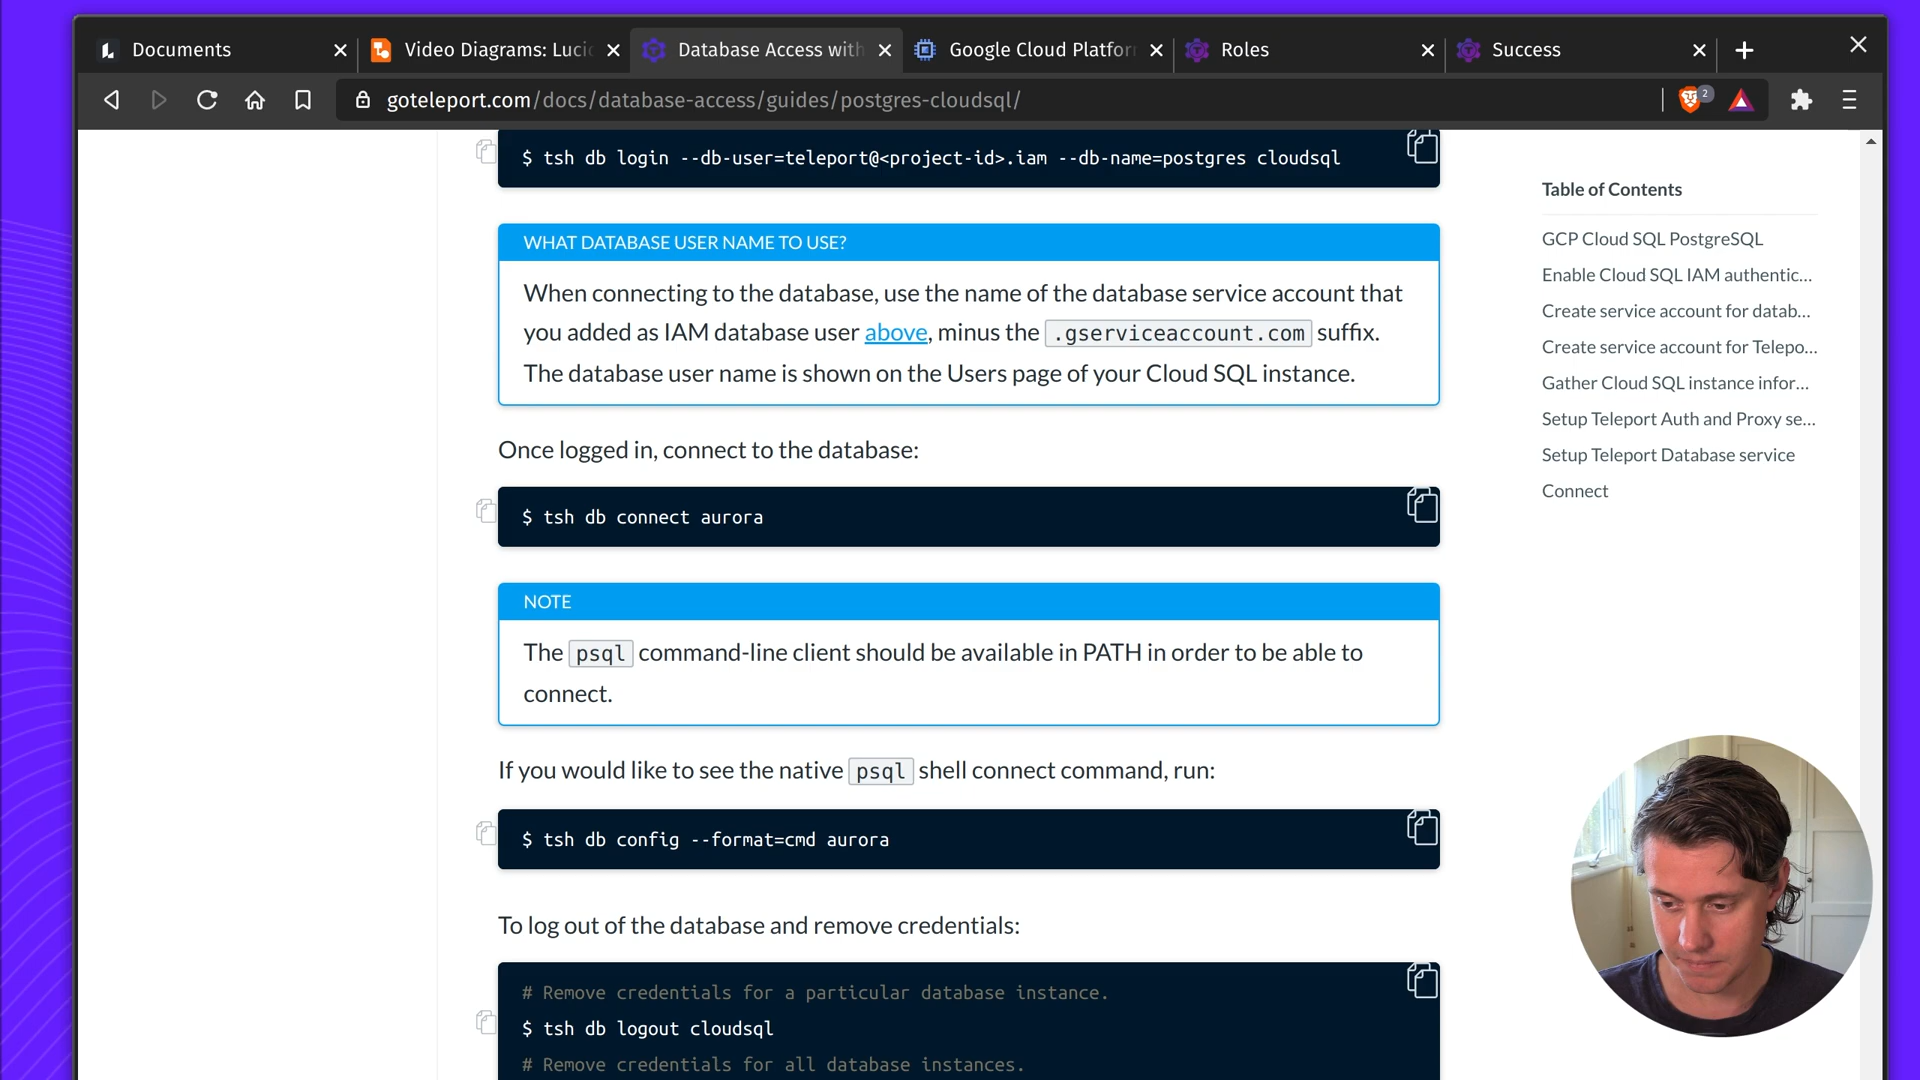 Documents
Video Diagrams: Luci
Database Access with
Google Cloud Platfor
Roles
Success
goteleport.com/docs/database-access/guides/postgres-cloudsql/
2
$ tsh db login --db-user=teleport@<project-id>.iam --db-name=postgres cloudsql
WHAT DATABASE USER NAME TO USE?
When connecting to the database, use the name of the database service account that
you added as IAM database user above, minus the .gserviceaccount.com suffix.
The database user name is shown on the Users page of your Cloud SQL instance.
Once logged in, connect to the database:
$ tsh db connect aurora
NOTE
The psql command-line client should be available in PATH in order to be able to
connect.
If you would like to see the native psql shell connect command, run:
$ tsh db config --format=cmd aurora
To log out of the database and remove credentials:
# Remove credentials for a particular database instance.
$ tsh db logout cloudsql
# Remove credentials for all database instances.
Table of Contents
GCP Cloud SQL PostgreSQL
Enable Cloud SQL IAM authentic...
Create service account for datab...
Create service account for Telepo...
Gather Cloud SQL instance infor...
Setup Teleport Auth and Proxy se...
Setup Teleport Database service
Connect